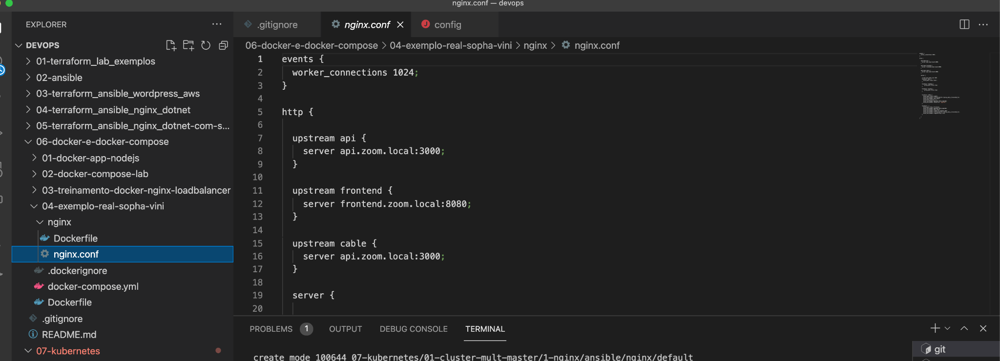 nginx.conf — devops
EXPLORER
DEVOPS
01-terraform_lab_exemplos
02-ansible
03-terraform_ansible_wordpress_aws
04-terraform_ansible_nginx_dotnet
05-terraform_ansible_nginx_dotnet-com-s...
06-docker-e-docker-compose
01-docker-app-nodejs
02-docker-compose-lab
03-treinamento-docker-nginx-loadbalancer
04-exemplo-real-sopha-vini
nginx
Dockerfile
nginx.conf
.dockerignore
docker-compose.yml
Dockerfile
.gitignore
README.md
07-kubernetes
.gitignore nginx.conf config
06-docker-e-docker-compose > 04-exemplo-real-sopha-vini > nginx > nginx.conf
1 events {
2 worker_connections 1024;
3 }
4
5 http {
6
7 upstream api {
8 server api.zoom.local:3000;
9 }
10
11 upstream frontend {
12 server frontend.zoom.local:8080;
13 }
14
15 upstream cable {
16 server api.zoom.local:3000;
17 }
18
19 server {
20
PROBLEMS 1 OUTPUT DEBUG CONSOLE TERMINAL
create mode 100644 07-kubernetes/01-cluster-mult-master/1-nginx/ansible/nginx/default
git